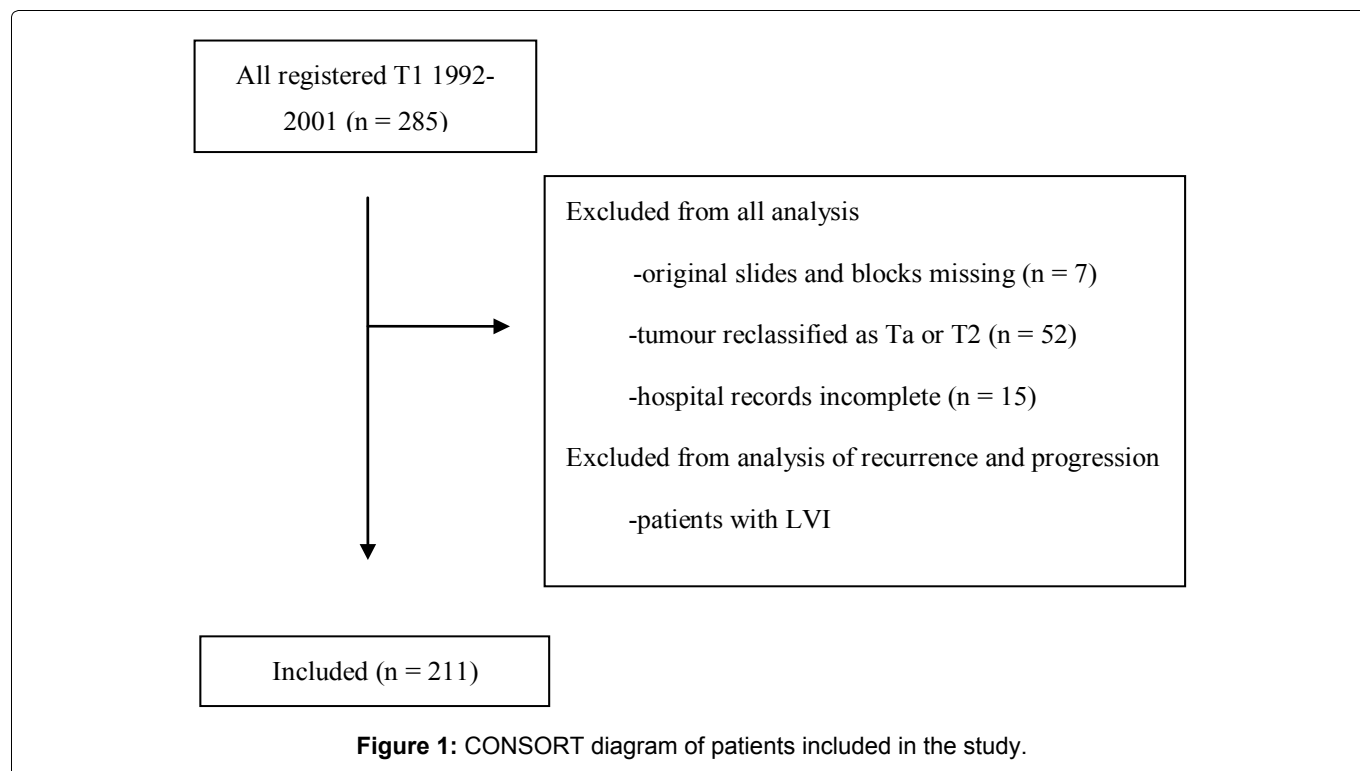 All registered T1 1992-
2001 (n = 285)
Excluded from all analysis
-original slides and blocks missing (n = 7)
-tumour reclassified as Ta or T2 (n = 52)
-hospital records incomplete (n = 15)
Excluded from analysis of recurrence and progression
-patients with LVI
Included (n = 211)
Figure 1: CONSORT diagram of patients included in the study.